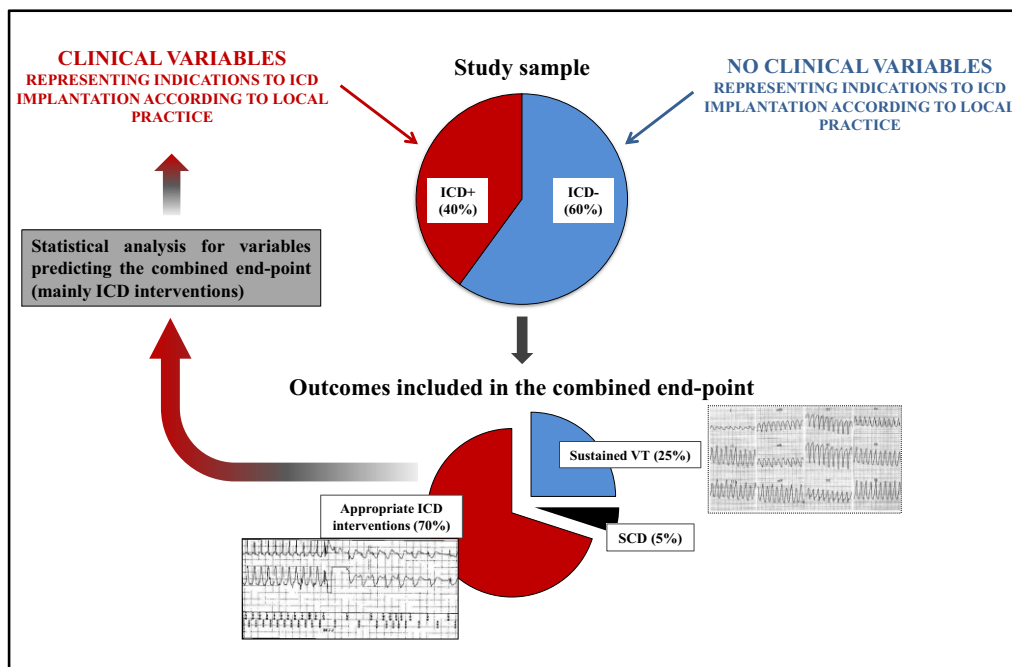 CLINICAL VARIABLES
REPRESENTING INDICATIONS TO ICD
IMPLANTATION ACCORDING TO LOCAL
PRACTICE
Study sample
NO CLINICAL VARIABLES
REPRESENTING INDICATIONS TO ICD
IMPLANTATION ACCORDING TO LOCAL
PRACTICE
ICD+
(40%)
ICD-
(60%)
Statistical analysis for variables
predicting the combined end-point
(mainly ICD interventions)
Outcomes included in the combined end-point
Sustained VT (25%)
Appropriate ICD
interventions (70%)
SCD (5%)